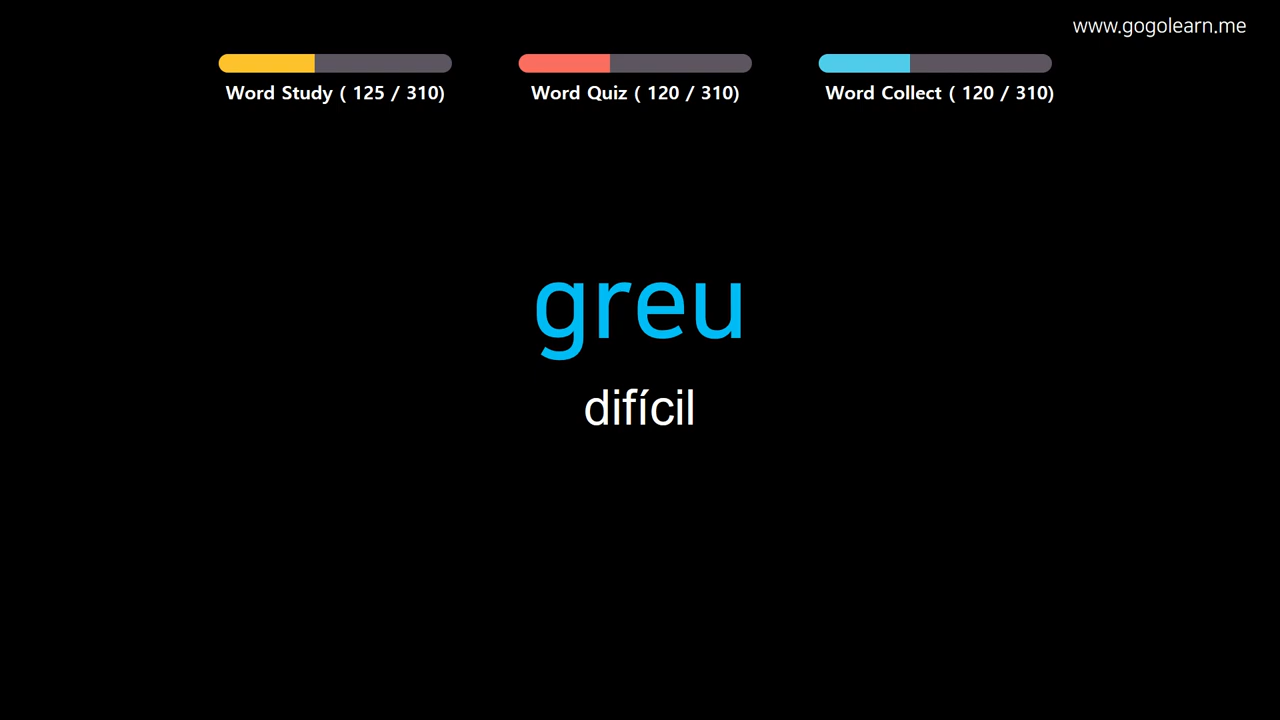 www.gogolearn.me
Word Study ( 125 / 310)
Word Quiz ( 120 / 310)
Word Collect ( 120 / 310)
greu
difícil